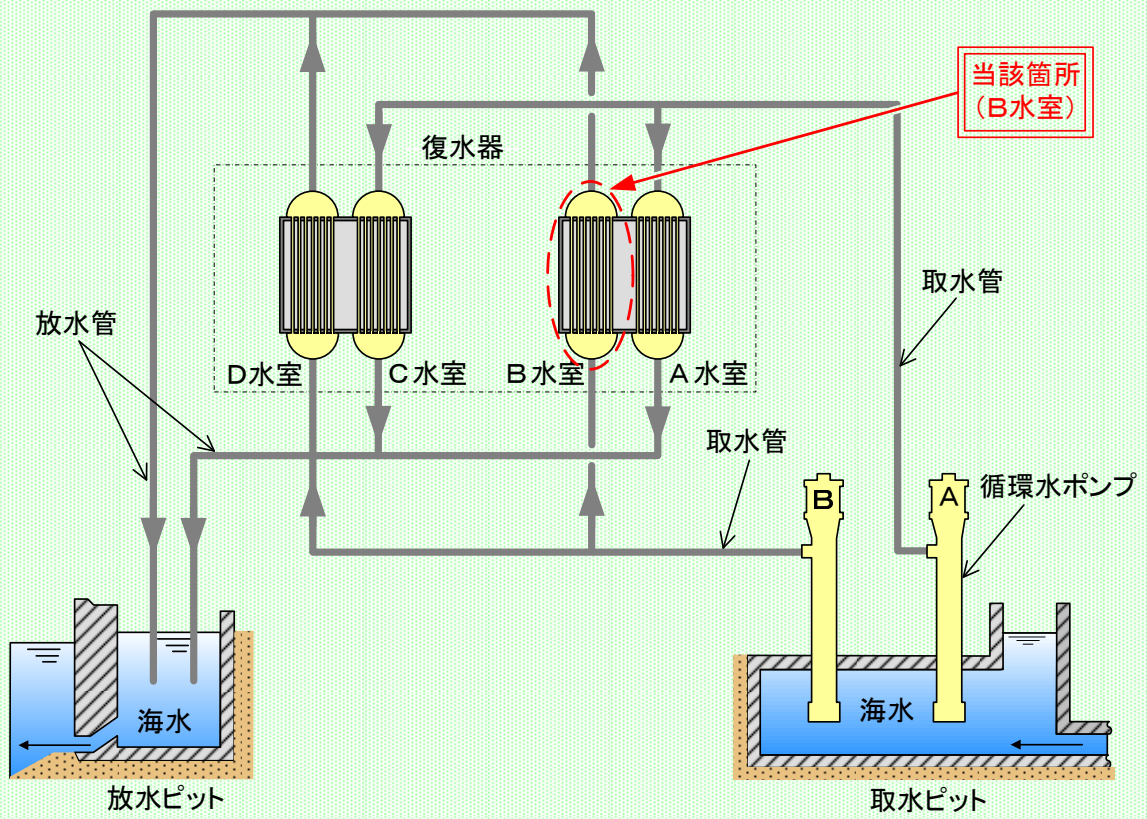 当該箇所
(B水室)
復水器
取水管
放水管
D水室
C水室
B水室
A水室
取水管
B
A
循環水ポンプ
海水
海水
放水ピット
取水ピット